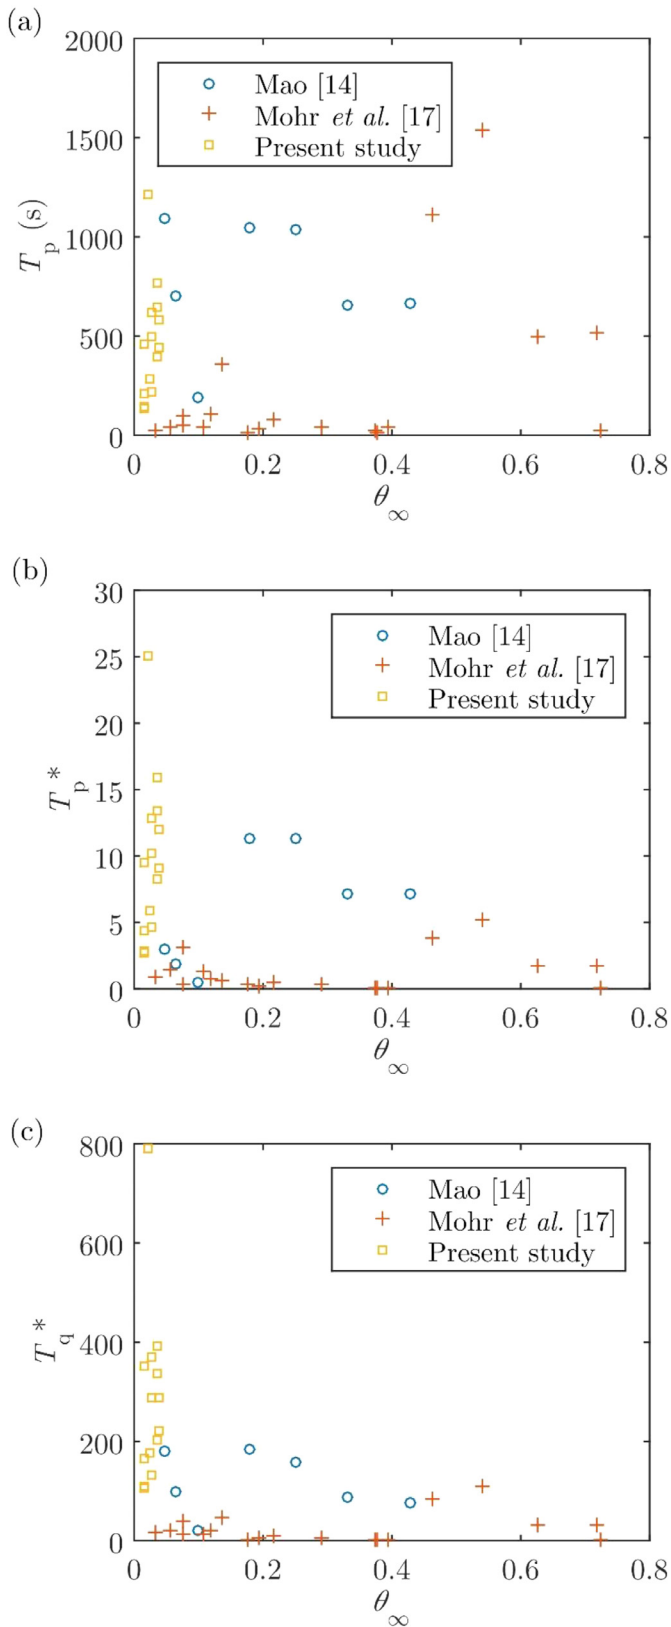 (a)
2000
1500
1000
500
0
T_p (s)
Mao [14]
Mohr et al. [17]
Present study
0 0.2 0.4 0.6 0.8
θ_∞
(b)
30
25
20
15
10
5
0
T_p*
Mao [14]
Mohr et al. [17]
Present study
0 0.2 0.4 0.6 0.8
θ_∞
(c)
800
600
400
200
0
T_q*
Mao [14]
Mohr et al. [17]
Present study
0 0.2 0.4 0.6 0.8
θ_∞